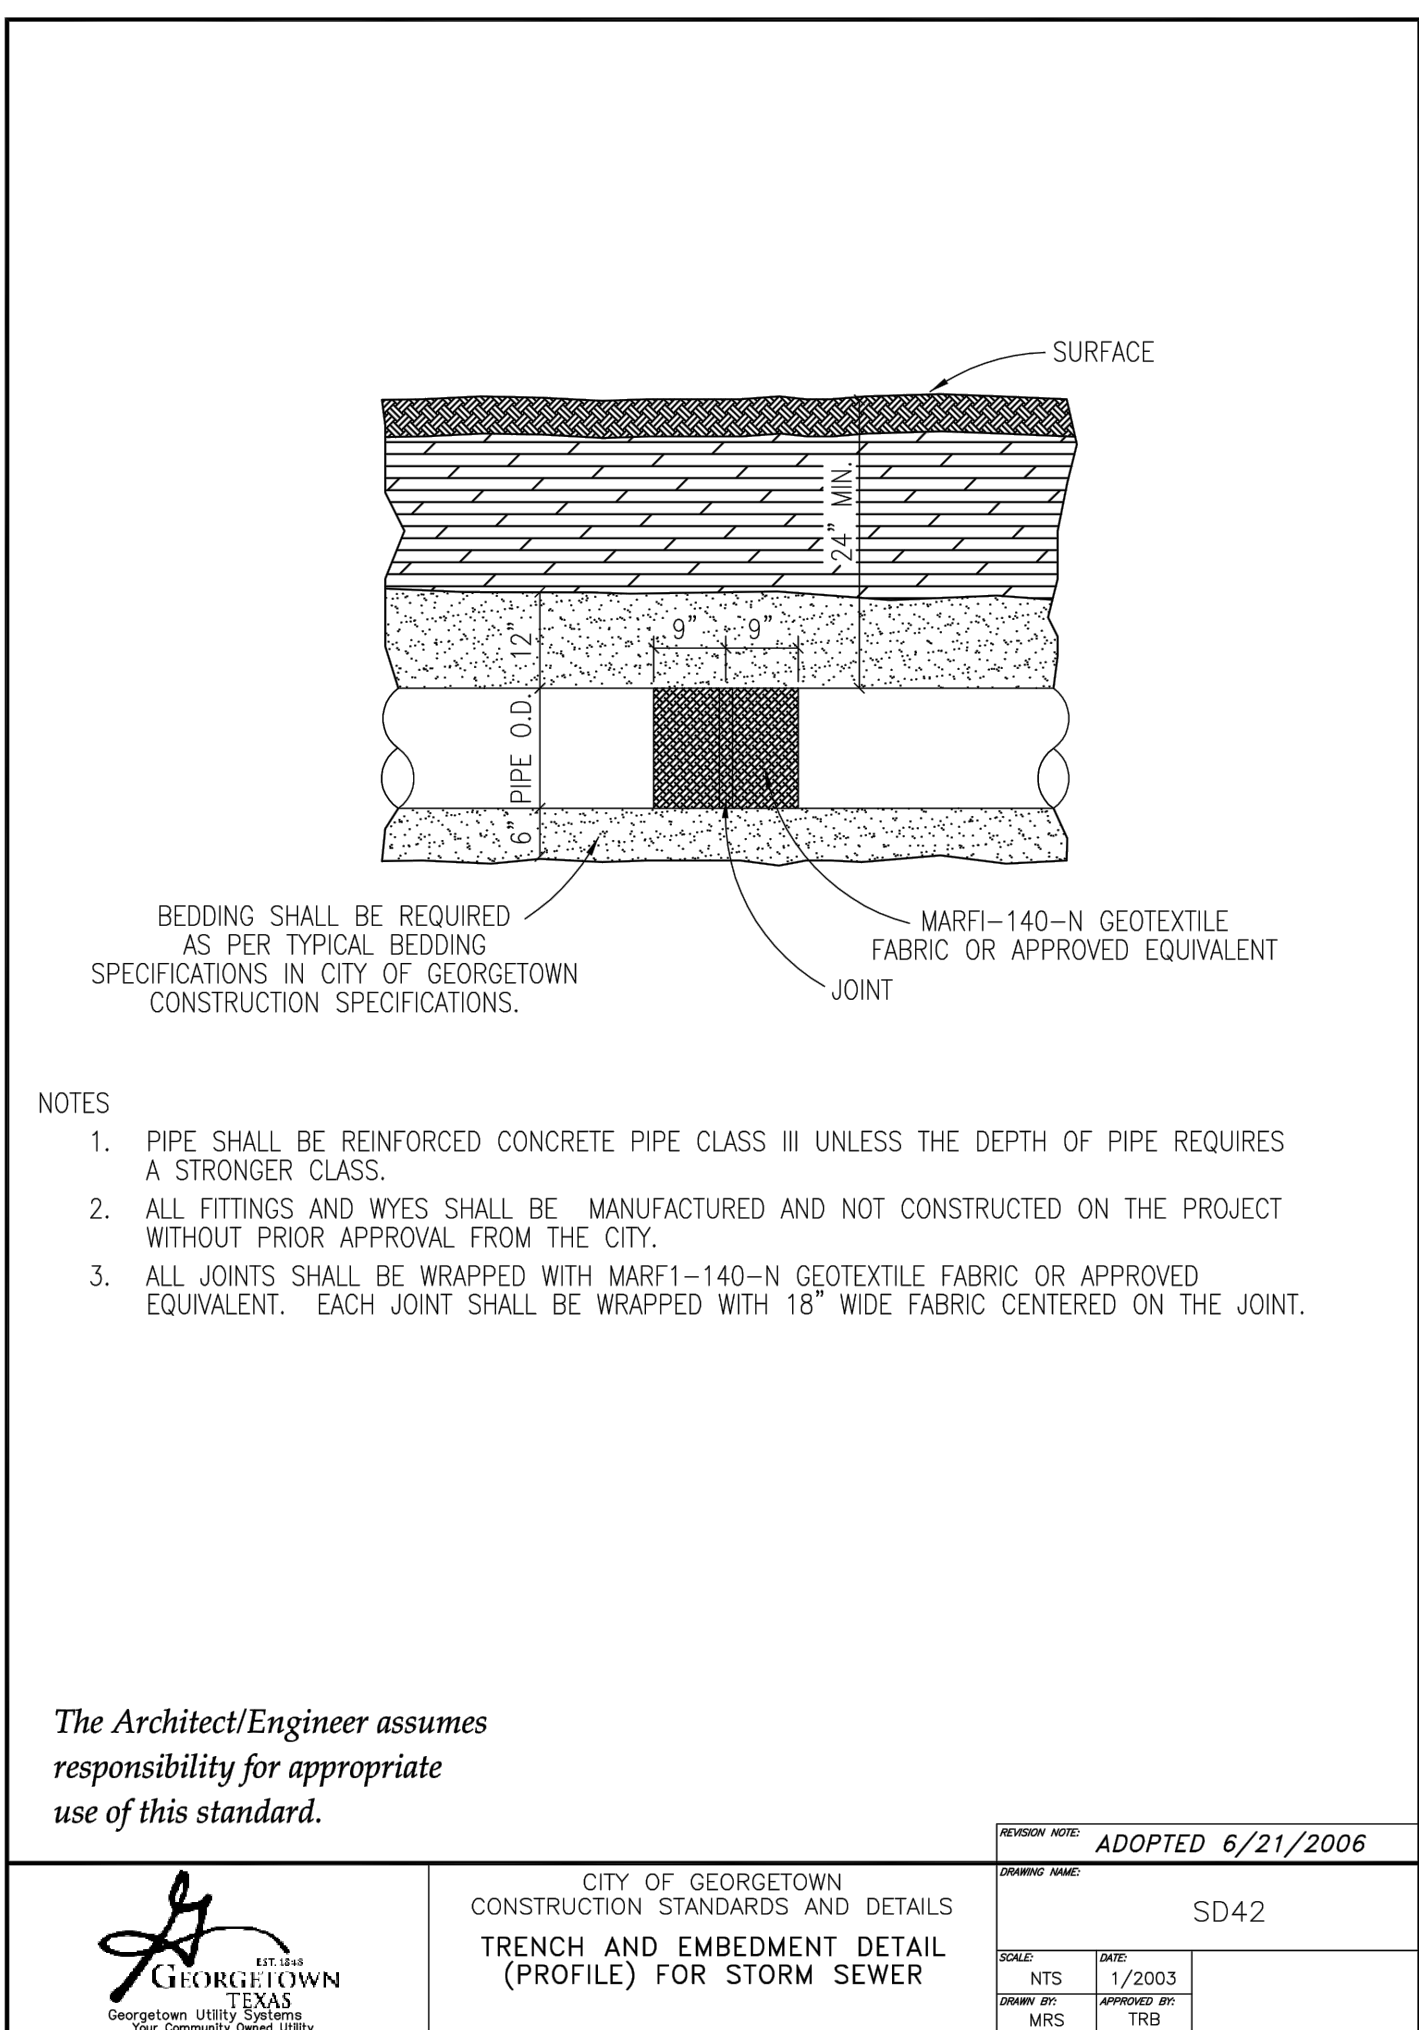 SURFACE
24" MIN.
9" 9"
12"
PIPE O.D.
6"
BEDDING SHALL BE REQUIRED
AS PER TYPICAL BEDDING
SPECIFICATIONS IN CITY OF GEORGETOWN
CONSTRUCTION SPECIFICATIONS.
MARFI-140-N GEOTEXTILE
FABRIC OR APPROVED EQUIVALENT
JOINT
NOTES
1. PIPE SHALL BE REINFORCED CONCRETE PIPE CLASS III UNLESS THE DEPTH OF PIPE REQUIRES
A STRONGER CLASS.
2. ALL FITTINGS AND WYES SHALL BE MANUFACTURED AND NOT CONSTRUCTED ON THE PROJECT
WITHOUT PRIOR APPROVAL FROM THE CITY.
3. ALL JOINTS SHALL BE WRAPPED WITH MARF1-140-N GEOTEXTILE FABRIC OR APPROVED
EQUIVALENT. EACH JOINT SHALL BE WRAPPED WITH 18" WIDE FABRIC CENTERED ON THE JOINT.
The Architect/Engineer assumes
responsibility for appropriate
use of this standard.
REVISION NOTE: ADOPTED 6/21/2006
EST. 1848
GEORGETOWN
TEXAS
Georgetown Utility Systems
Your Community Owned Utility
CITY OF GEORGETOWN
CONSTRUCTION STANDARDS AND DETAILS
TRENCH AND EMBEDMENT DETAIL
(PROFILE) FOR STORM SEWER
DRAWING NAME:
SD42
SCALE: DATE:
NTS 1/2003
DRAWN BY: APPROVED BY:
MRS TRB